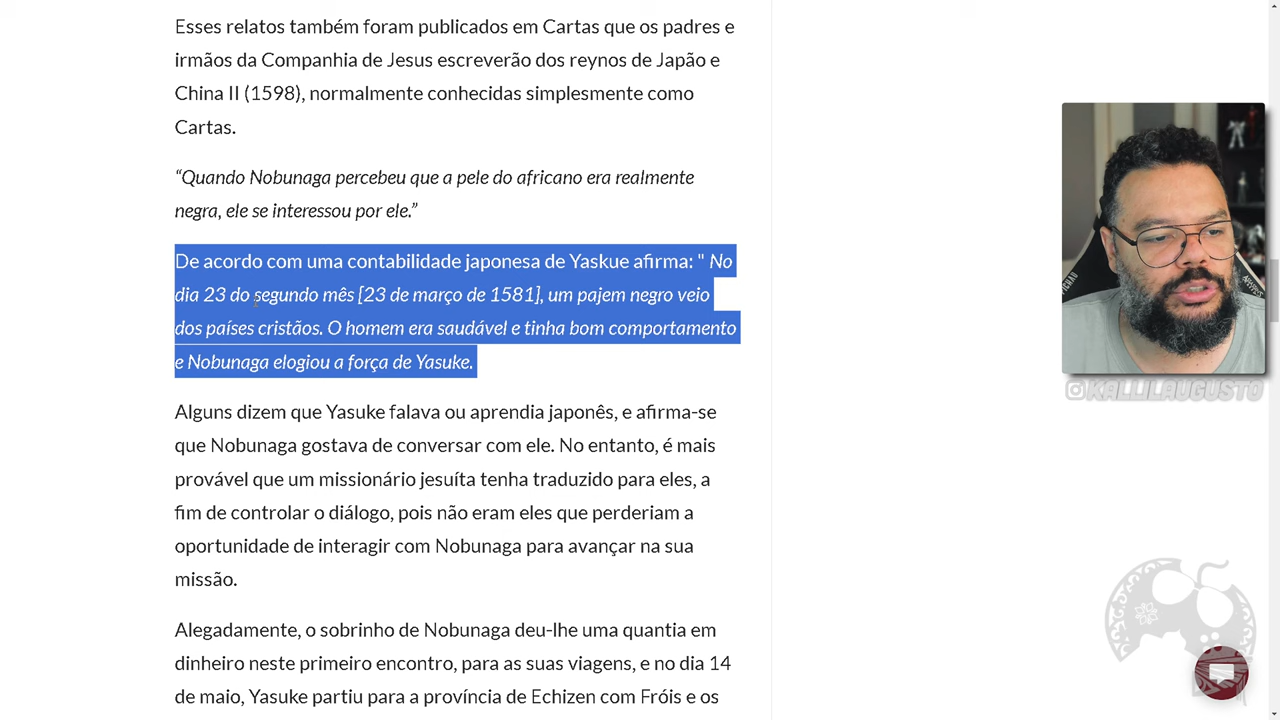 Esses relatos também foram publicados em Cartas que os padres e
irmãos da Companhia de Jesus escreverão dos reynos de Japão e
China II (1598), normalmente conhecidas simplesmente como
Cartas.
“Quando Nobunaga percebeu que a pele do africano era realmente
negra, ele se interessou por ele.”
De acordo com uma contabilidade japonesa de Yaskue afirma: " No
dia 23 do segundo mês [23 de março de 1581], um pajem negro veio
dos países cristãos. O homem era saudável e tinha bom comportamento
e Nobunaga elogiou a força de Yasuke.
Alguns dizem que Yasuke falava ou aprendia japonês, e afirma-se
que Nobunaga gostava de conversar com ele. No entanto, é mais
provável que um missionário jesuíta tenha traduzido para eles, a
fim de controlar o diálogo, pois não eram eles que perderiam a
oportunidade de interagir com Nobunaga para avançar na sua
missão.
Alegadamente, o sobrinho de Nobunaga deu-lhe uma quantia em
dinheiro neste primeiro encontro, para as suas viagens, e no dia 14
de maio, Yasuke partiu para a província de Echizen com Fróis e os
KALLILAUGUSTO